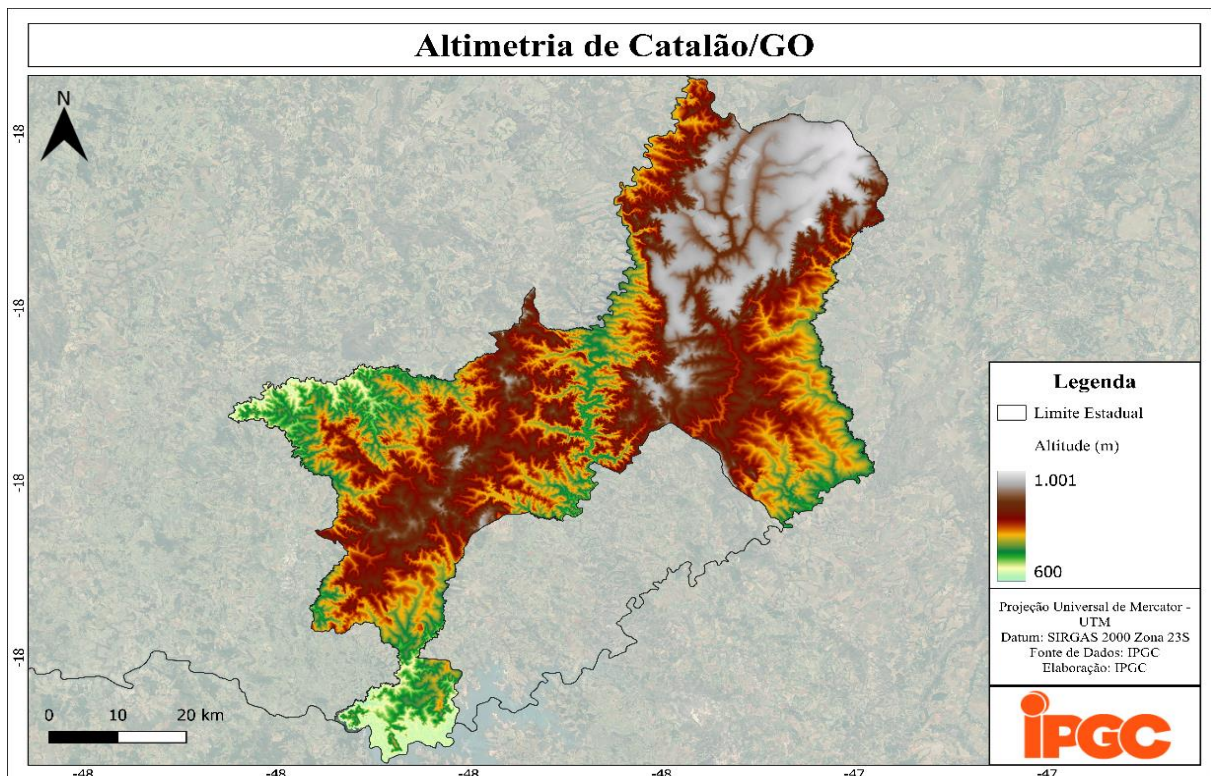 Altimetria de Catalão/GO
N
-18
-18
-18
-18
Legenda
Limite Estadual
Altitude (m)
1.001
600
Projeção Universal de Mercator -
UTM
Datum: SIRGAS 2000 Zona 23S
Fonte de Dados: IPGC
Elaboração: IPGC
0 10 20 km
iPGC
-48 -48 -48 -48 -47 -47